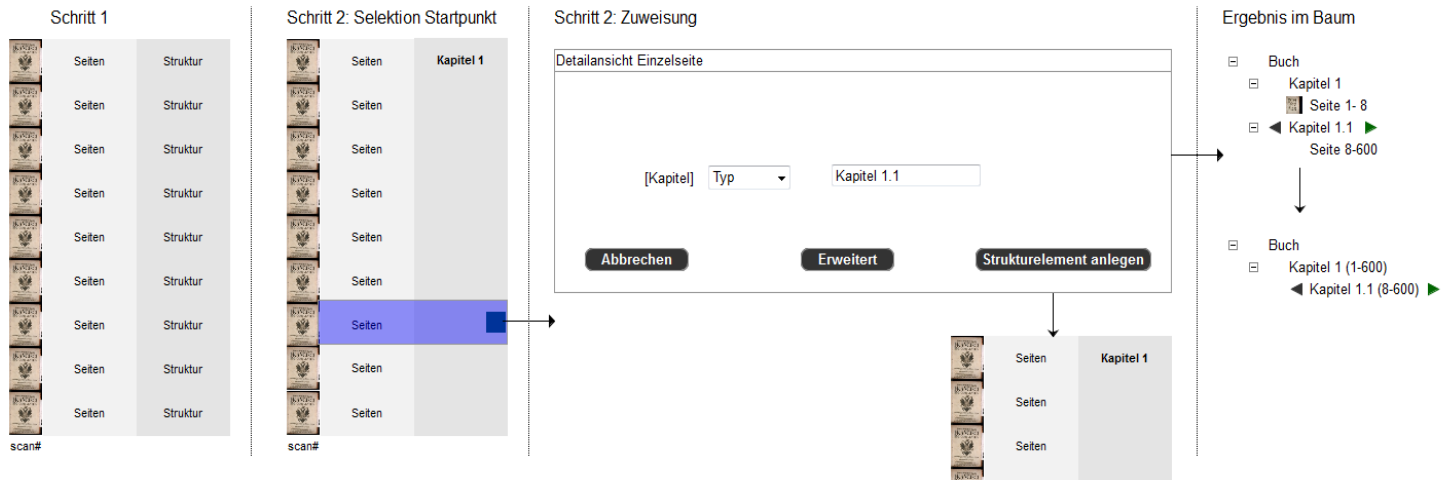 Schritt 1
Seiten Struktur
Seiten Struktur
Seiten Struktur
Seiten Struktur
Seiten Struktur
Seiten Struktur
Seiten Struktur
Seiten Struktur
Seiten Struktur
scan#
Schritt 2: Selektion Startpunkt
Seiten Kapitel 1
Seiten
Seiten
Seiten
Seiten
Seiten
Seiten
Seiten
Seiten
scan#
Schritt 2: Zuweisung
Detailansicht Einzelseite
[Kapitel] Typ Kapitel 1.1
Abbrechen Erweitert Strukturelement anlegen
Seiten Kapitel 1
Seiten
Seiten
Ergebnis im Baum
Buch
Kapitel 1
Seite 1- 8
Kapitel 1.1
Seite 8-600
Buch
Kapitel 1 (1-600)
Kapitel 1.1 (8-600)